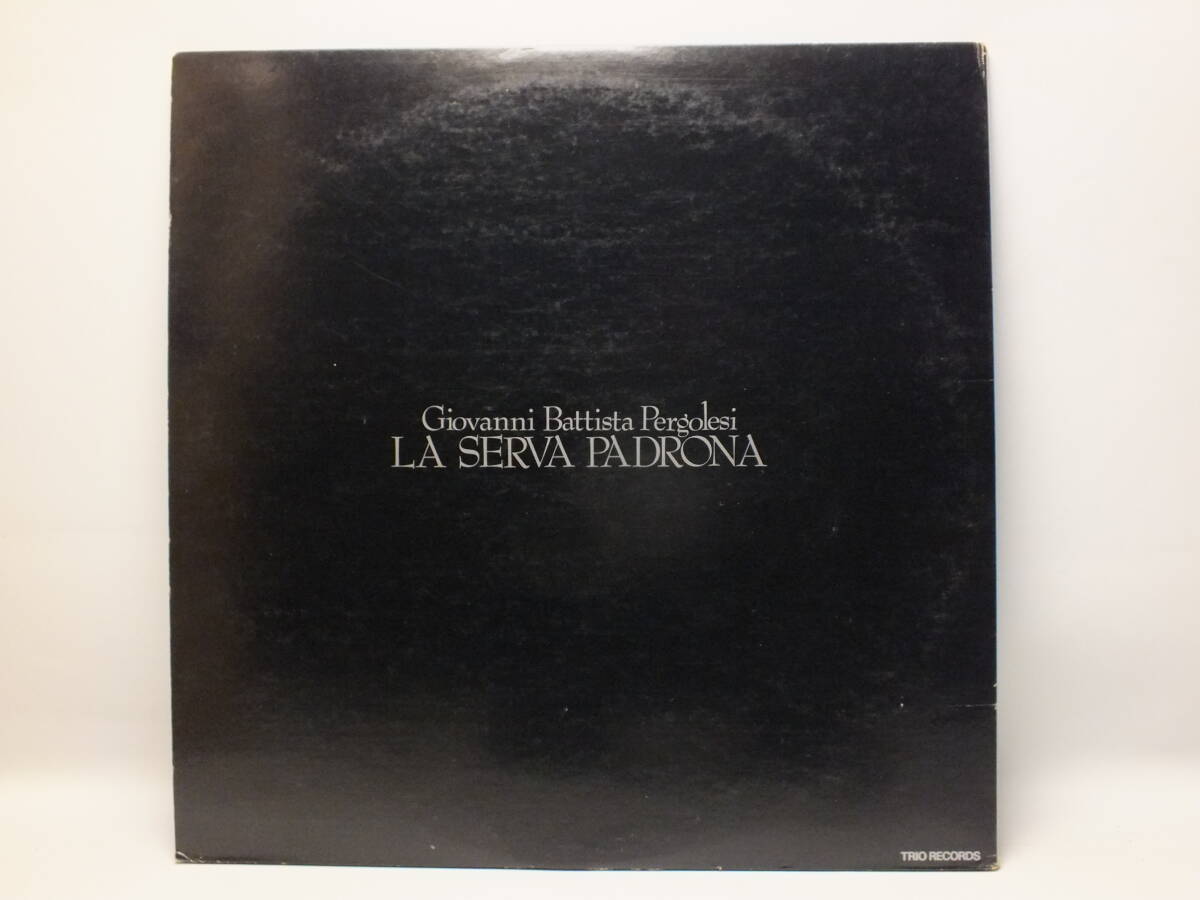 Giovanni Battista Pergolesi
LA SERVA PADRONA
TRIO RECORDS